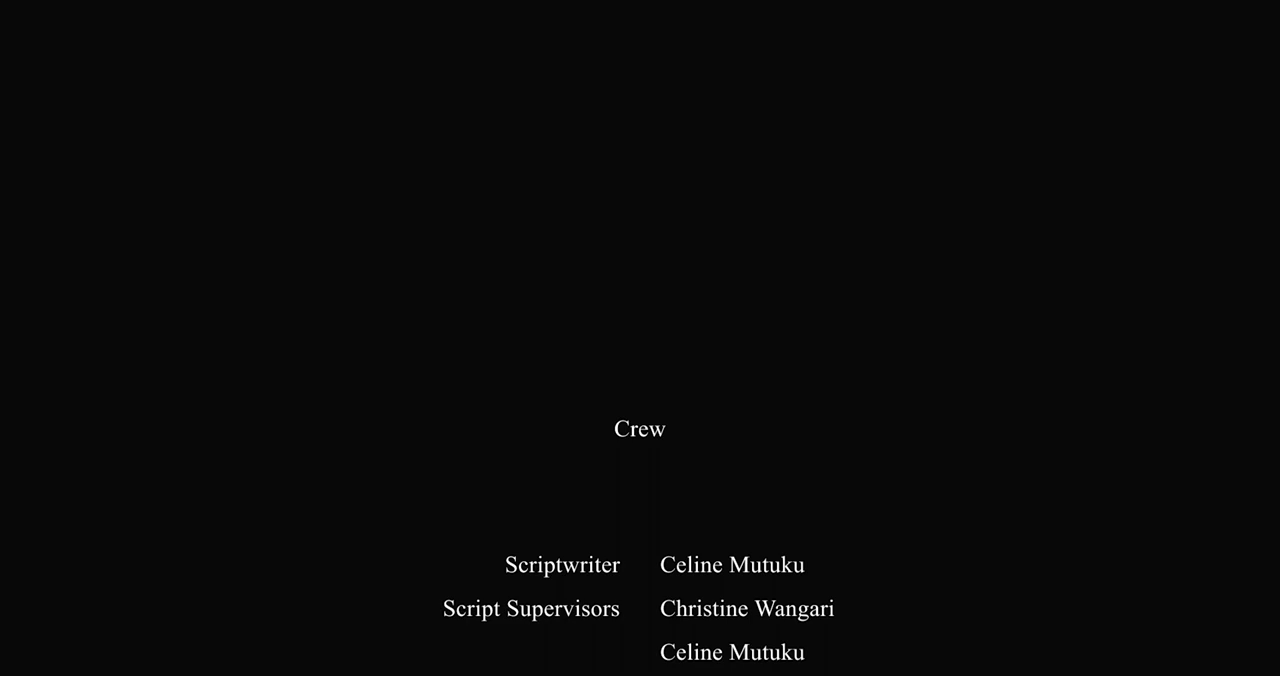 Crew
Scriptwriter Celine Mutuku
Script Supervisors Christine Wangari
Celine Mutuku